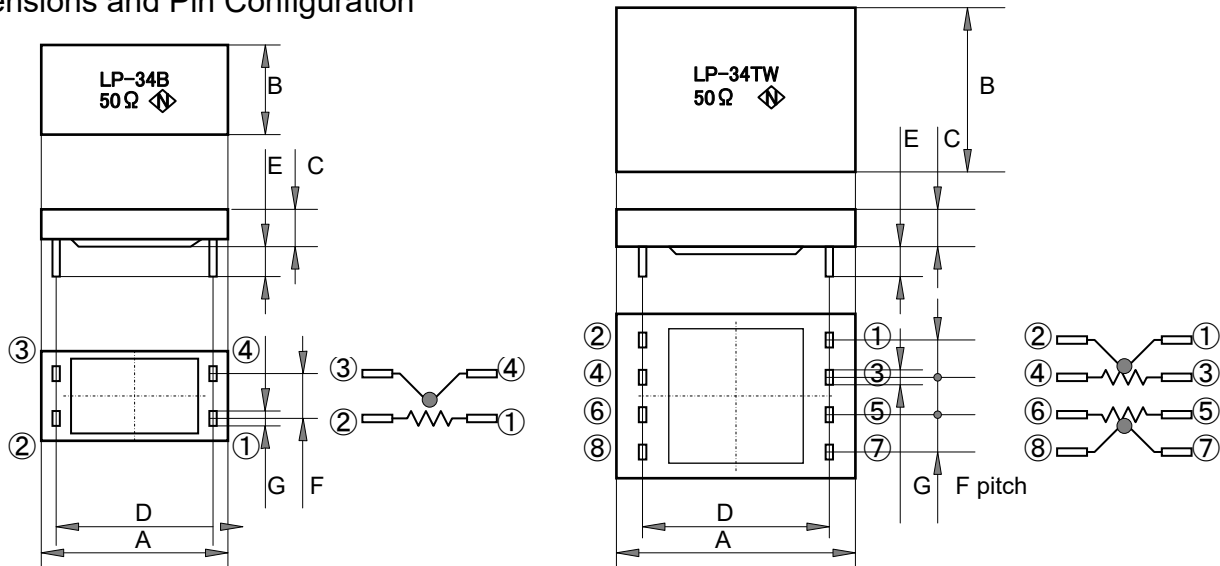 ensions and Pin Configuration
LP-34B
50Ω N
B
E C
③ ④
② ①
G F
D
A
③ ④
② ①
LP-34TW
50Ω N
B
E C
② ①
④ ③
⑥ ⑤
⑧ ⑦
G F pitch
D
A
② ①
④ ③
⑥ ⑤
⑧ ⑦